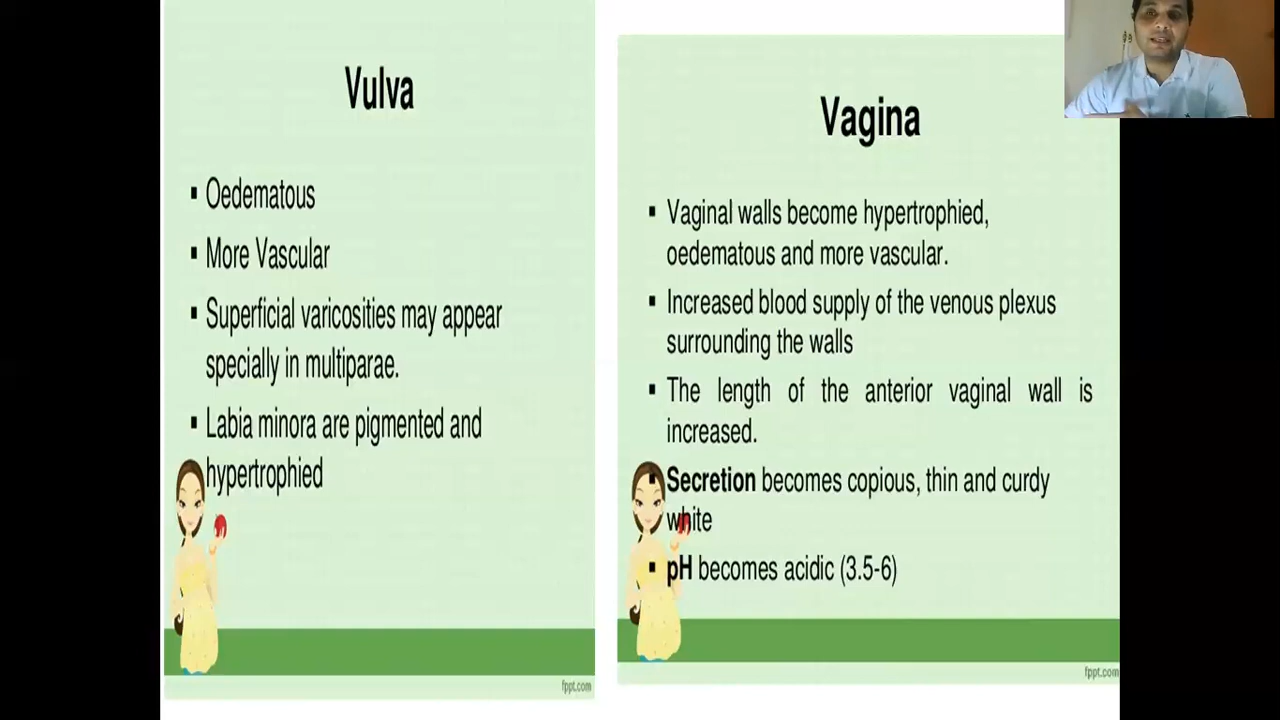 Vulva
▪ Oedematous
▪ More Vascular
▪ Superficial varicosities may appear
specially in multiparae.
▪ Labia minora are pigmented and
hypertrophied
fppt.com
Vagina
▪ Vaginal walls become hypertrophied,
oedematous and more vascular.
▪ Increased blood supply of the venous plexus
surrounding the walls
▪ The length of the anterior vaginal wall is
increased.
▪ Secretion becomes copious, thin and curdy
white
▪ pH becomes acidic (3.5-6)
fppt.com